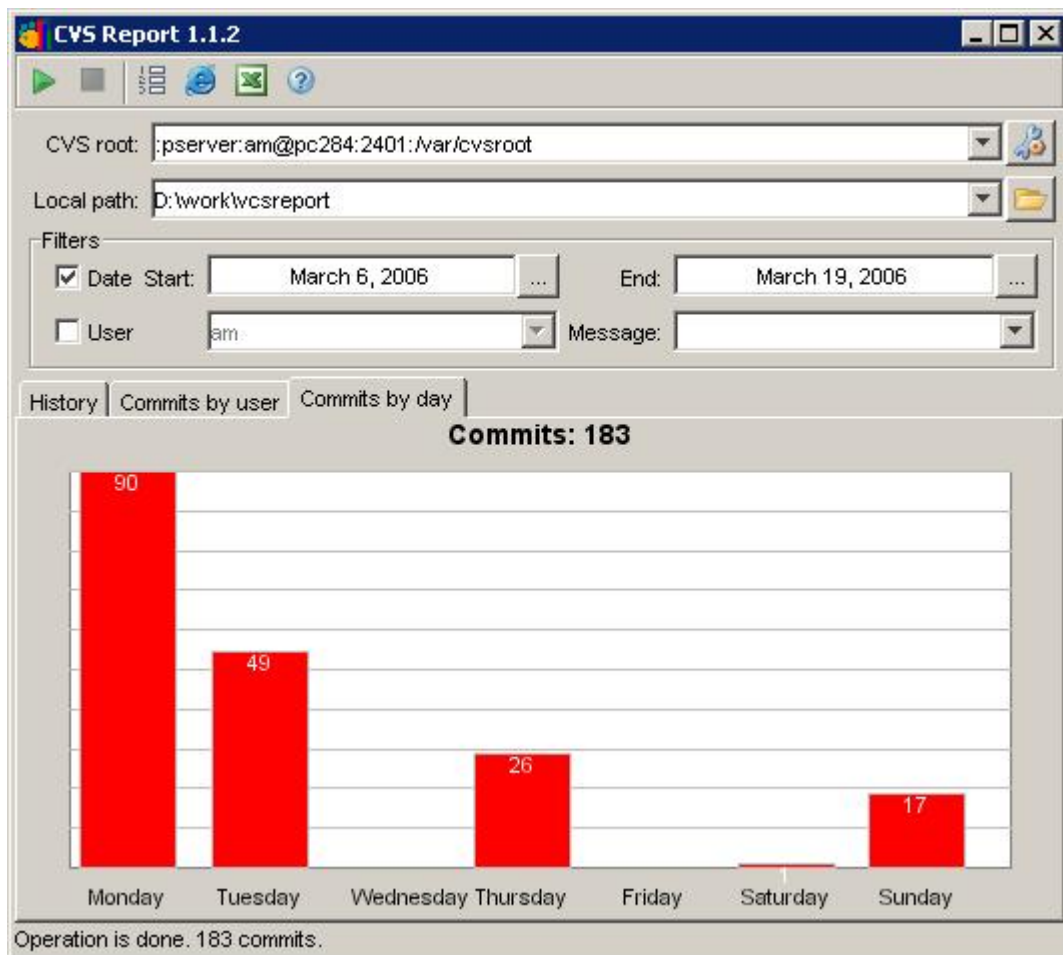 CVS Report 1.1.2
CVS root: :pserver:am@pc284:2401:/var/cvsroot
Local path: D:\work\vcsreport
Filters
Date Start: March 6, 2006 ... End: March 19, 2006 ...
User am Message:
History Commits by user Commits by day
Commits: 183
90
49
26
17
1
Monday Tuesday Wednesday Thursday Friday Saturday Sunday
Operation is done. 183 commits.